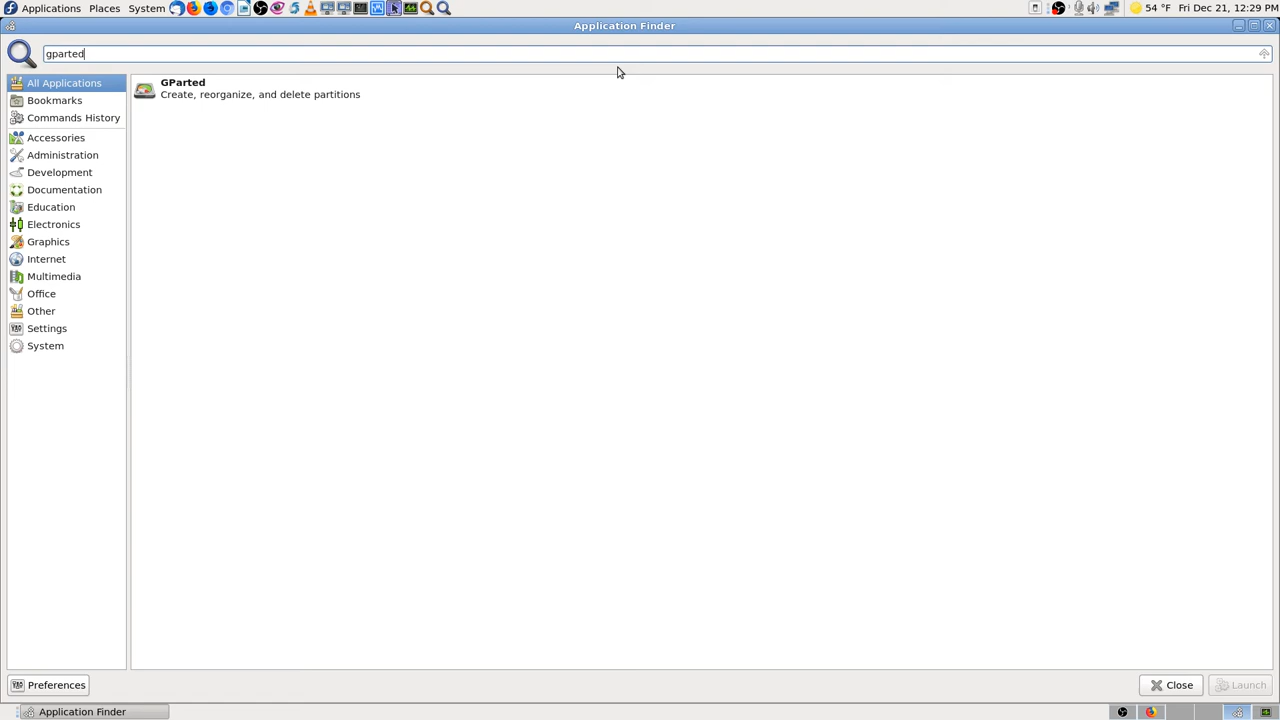 Applications Places System 54 °F Fri Dec 21, 12:29 PM
Application Finder
gparted
All Applications
Bookmarks
Commands History
Accessories
Administration
Development
Documentation
Education
Electronics
Graphics
Internet
Multimedia
Office
Other
Settings
System
GParted
Create, reorganize, and delete partitions
Preferences
Close
Launch
Application Finder